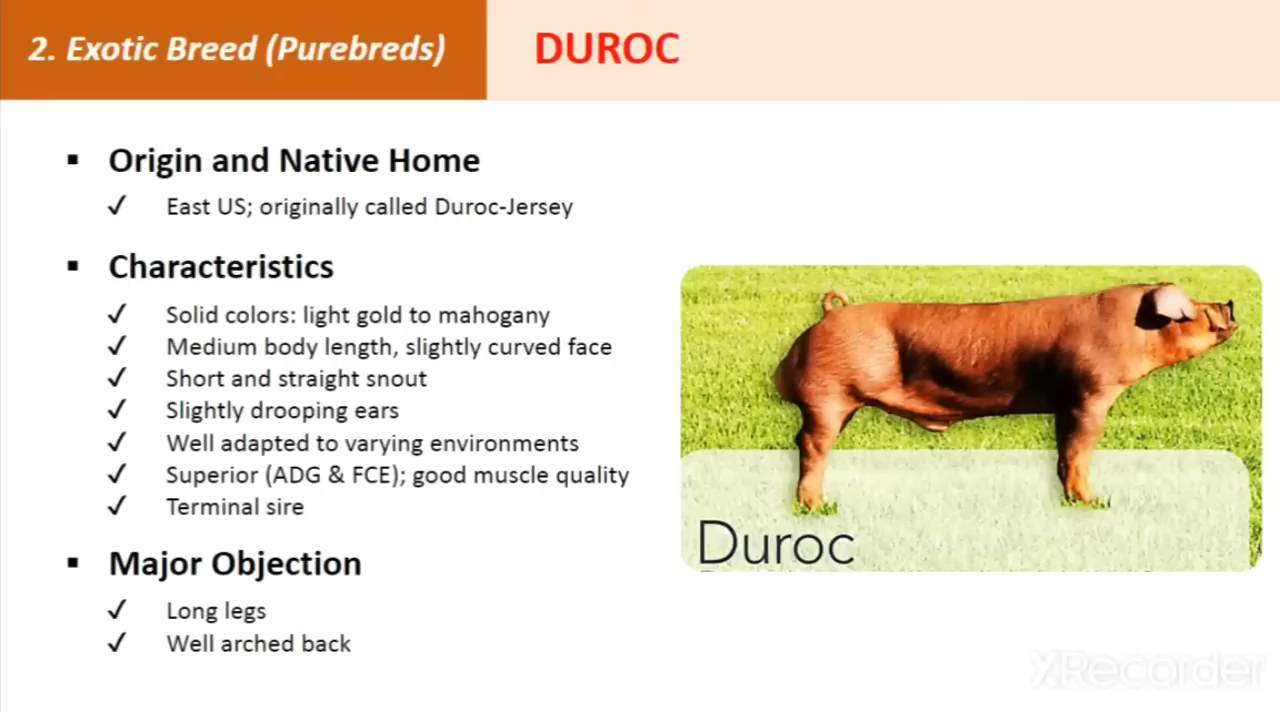 2. Exotic Breed (Purebreds)
DUROC
▪ Origin and Native Home
✓ East US; originally called Duroc-Jersey
▪ Characteristics
✓ Solid colors: light gold to mahogany
✓ Medium body length, slightly curved face
✓ Short and straight snout
✓ Slightly drooping ears
✓ Well adapted to varying environments
✓ Superior (ADG & FCE); good muscle quality
✓ Terminal sire
▪ Major Objection
✓ Long legs
✓ Well arched back
Duroc
XRecorder